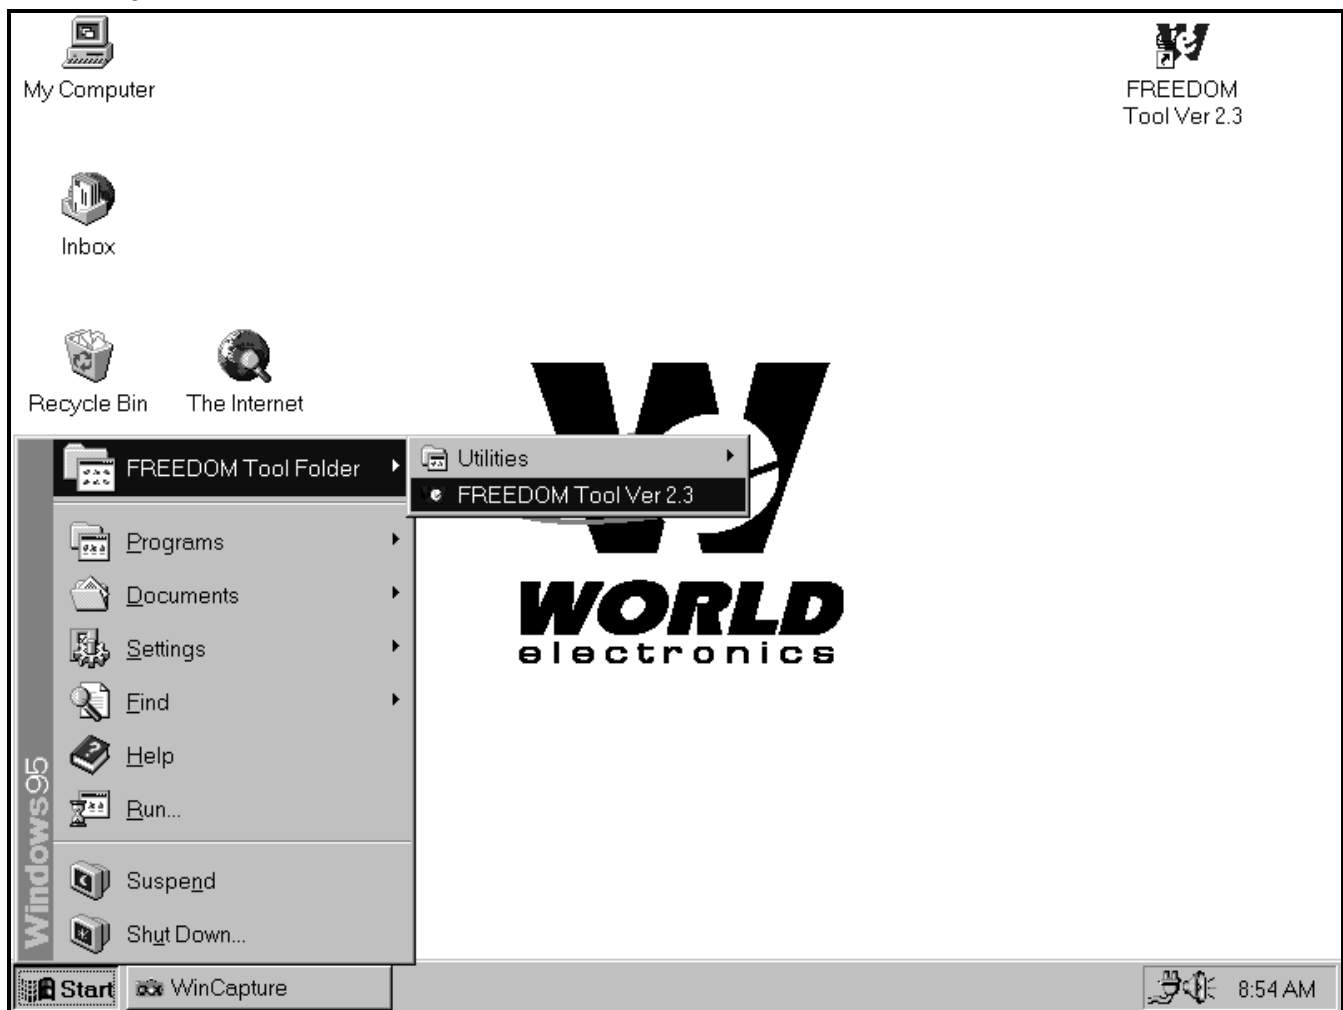 My Computer
FREEDOM
Tool Ver 2.3
Inbox
Recycle Bin
The Internet
FREEDOM Tool Folder
Utilities
FREEDOM Tool Ver 2.3
Programs
Documents
Settings
Find
Help
Run...
Suspend
Shut Down...
Windows95
WORLD
electronics
Start
WinCapture
8:54 AM